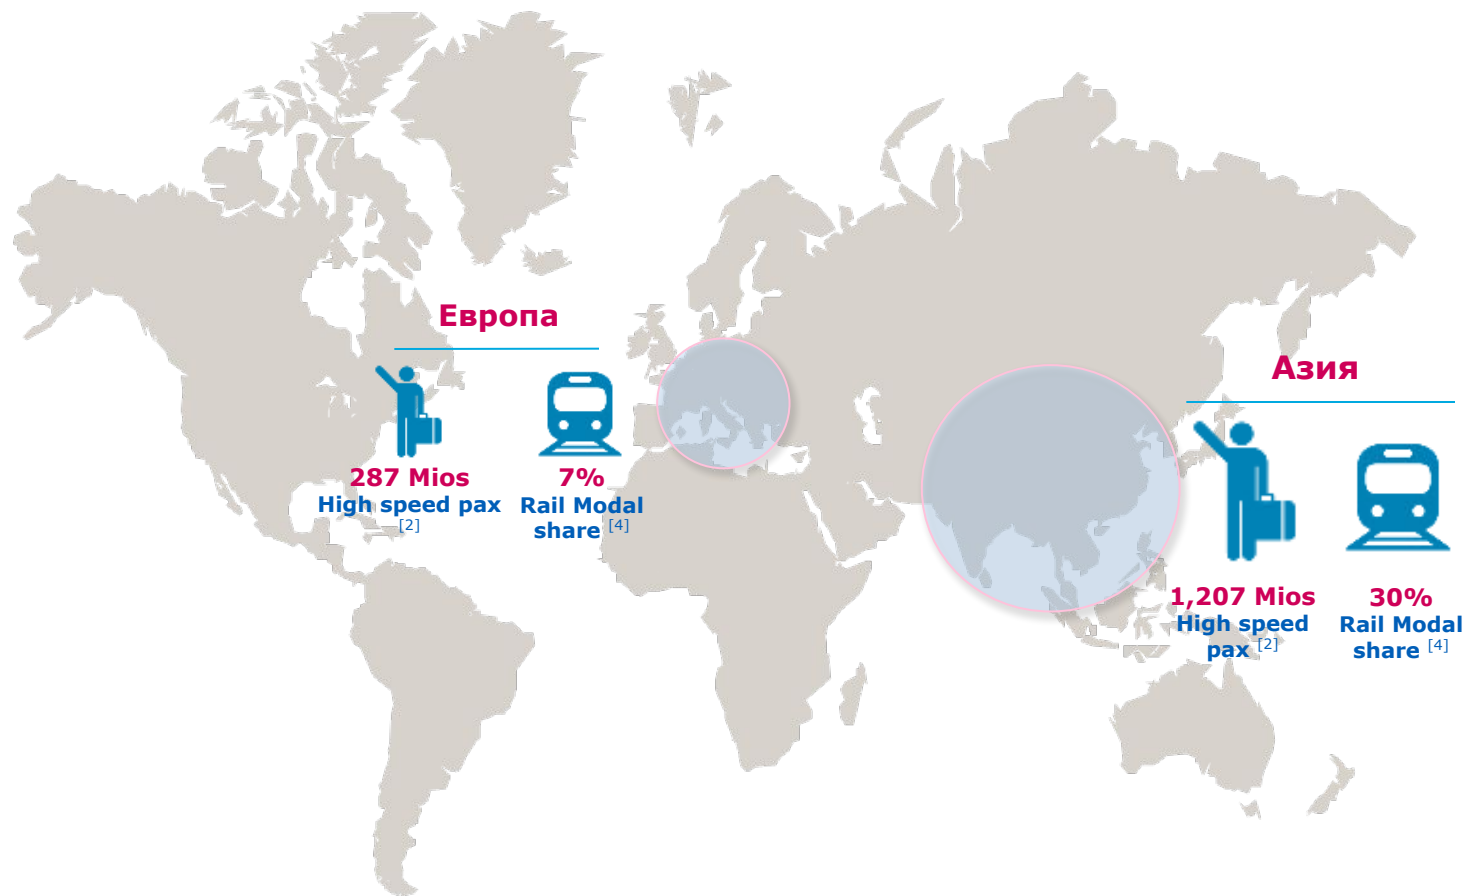 Европа
287 Mios
High speed pax
[2]
7%
Rail Modal
share [4]
Азия
1,207 Mios
High speed
pax [2]
30%
Rail Modal
share [4]